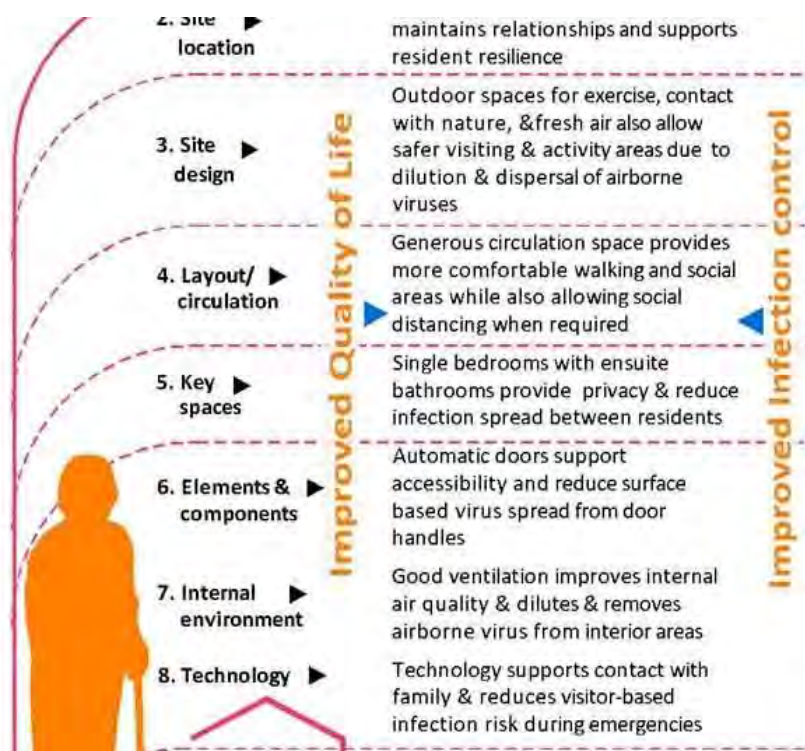 2. Site
location
maintains relationships and supports
resident resilience
3. Site
design
Outdoor spaces for exercise, contact
with nature, &fresh air also allow
safer visiting & activity areas due to
dilution & dispersal of airborne
viruses
4. Layout/
circulation
Generous circulation space provides
more comfortable walking and social
areas while also allowing social
distancing when required
5. Key
spaces
Single bedrooms with ensuite
bathrooms provide privacy & reduce
infection spread between residents
6. Elements &
components
Automatic doors support
accessibility and reduce surface
based virus spread from door
handles
7. Internal
environment
Good ventilation improves internal
air quality & dilutes & removes
airborne virus from interior areas
8. Technology
Technology supports contact with
family & reduces visitor-based
infection risk during emergencies
Improved Quality of Life
Improved Infection control